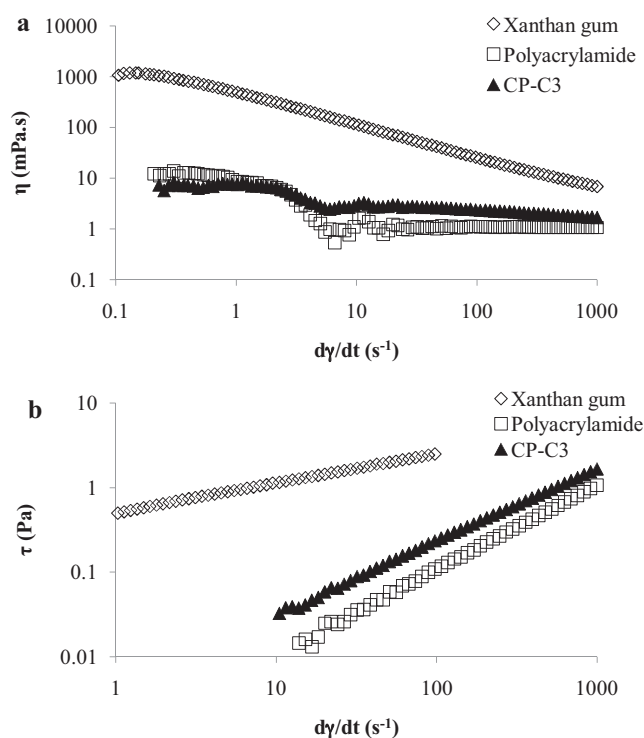 a
10000
1000
100
10
1
0.1
η (mPa.s)
Xanthan gum
Polyacrylamide
CP-C3
0.1 1 10 100 1000
dγ/dt (s⁻¹)
b
10
1
0.1
0.01
τ (Pa)
Xanthan gum
Polyacrylamide
CP-C3
1 10 100 1000
dγ/dt (s⁻¹)